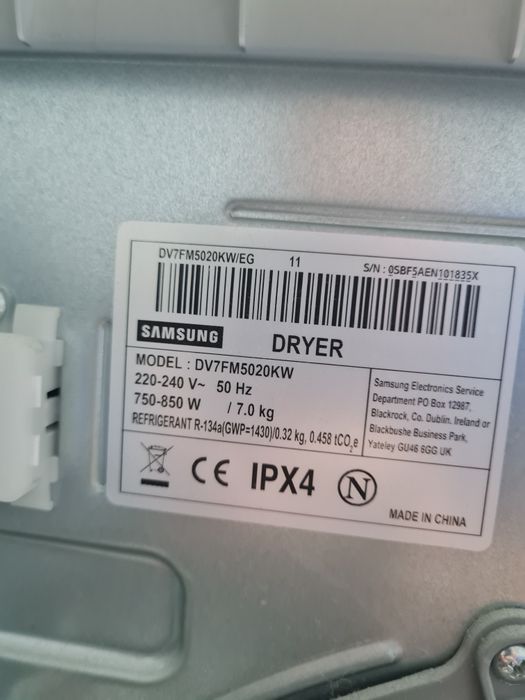 DV7FM5020KW/EG 11 S/N : 0SBF5AEN101835X
SAMSUNG DRYER
MODEL : DV7FM5020KW
220-240 V~ 50 Hz
750-850 W / 7.0 kg
REFRIGERANT R-134a(GWP=1430)/0.32 kg, 0.458 tCO₂e
Samsung Electronics Service
Department PO Box 12987,
Blackrock, Co. Dublin. Ireland or
Blackbushe Business Park,
Yateley GU46 6GG UK
CE IPX4 N
MADE IN CHINA